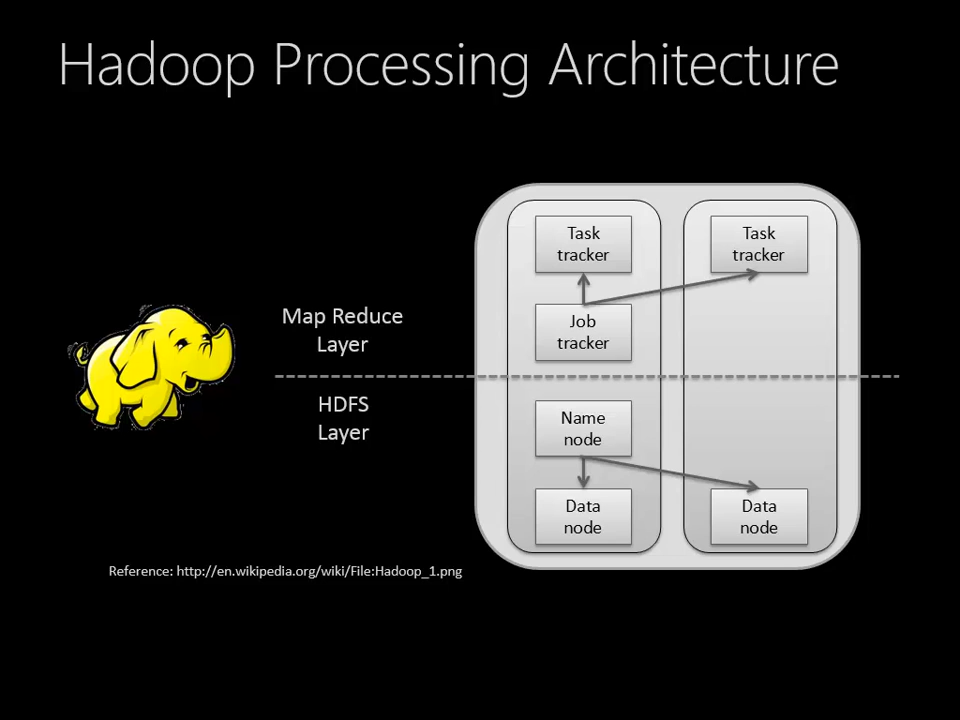 Hadoop Processing Architecture
Task
tracker
Task
tracker
Map Reduce
Layer
Job
tracker
HDFS
Layer
Name
node
Data
node
Data
node
Reference: http://en.wikipedia.org/wiki/File:Hadoop_1.png